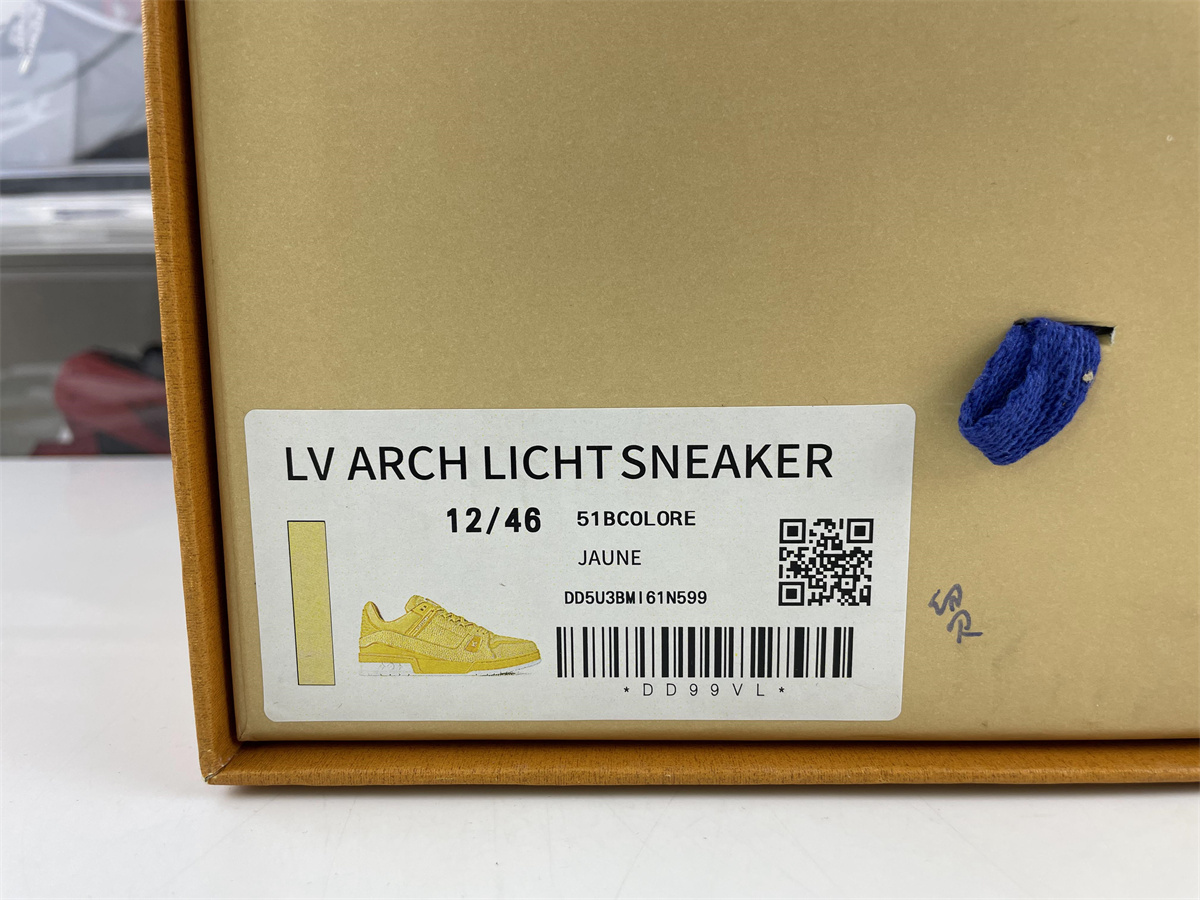 LV ARCH LICHT SNEAKER
12/46 51BCOLORE
JAUNE
DD5U3BMI61N599
*DD99VL*